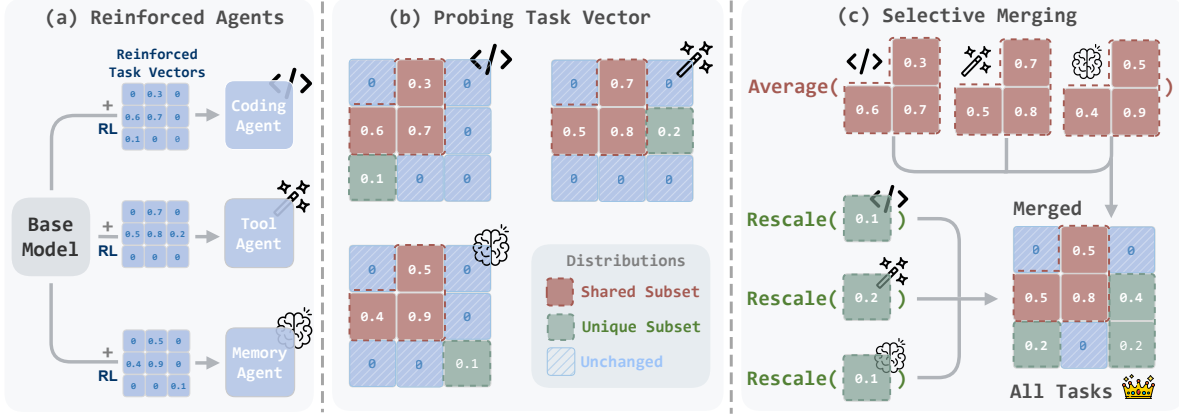 (a) Reinforced Agents
Reinforced
Task Vectors
0 0.3 0
0.6 0.7 0
0.1 0 0
+
RL
</>
Coding
Agent
Base
Model
0 0.7 0
0.5 0.8 0.2
0 0 0
+
RL
Tool
Agent
0 0.5 0
0.4 0.9 0
0 0 0.1
+
RL
Memory
Agent
(b) Probing Task Vector
</>
0 0.3 0
0.6 0.7 0
0.1 0 0
0 0.7 0
0.5 0.8 0.2
0 0 0
0 0.5 0
0.4 0.9 0
0 0 0.1
Distributions
Shared Subset
Unique Subset
Unchanged
(c) Selective Merging
</>
0.3 0.7 0.5
Average( )
0.6 0.7 0.5 0.8 0.4 0.9
</>
Rescale( 0.1 )
Rescale( 0.2 )
Rescale( 0.1 )
Merged
0 0.5 0
0.5 0.8 0.4
0.2 0 0.2
All Tasks